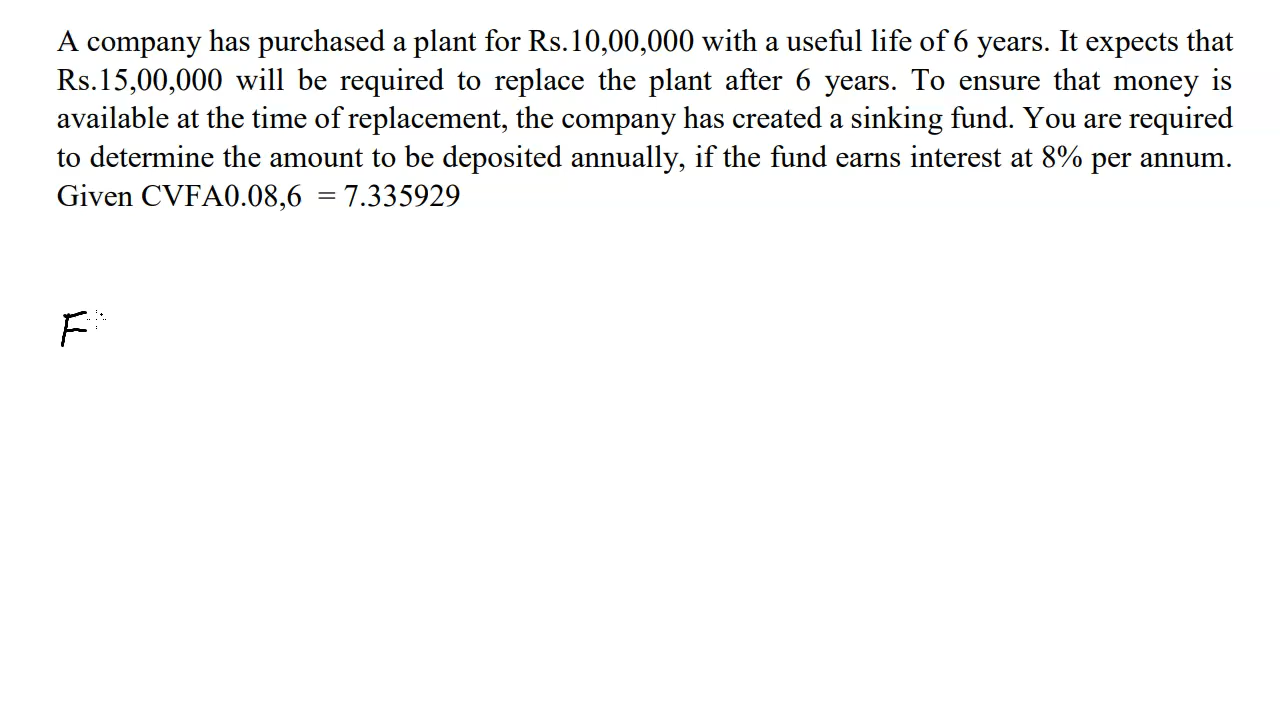 A company has purchased a plant for Rs.10,00,000 with a useful life of 6 years. It expects that
Rs.15,00,000 will be required to replace the plant after 6 years. To ensure that money is
available at the time of replacement, the company has created a sinking fund. You are required
to determine the amount to be deposited annually, if the fund earns interest at 8% per annum.
Given CVFA0.08,6 = 7.335929
F